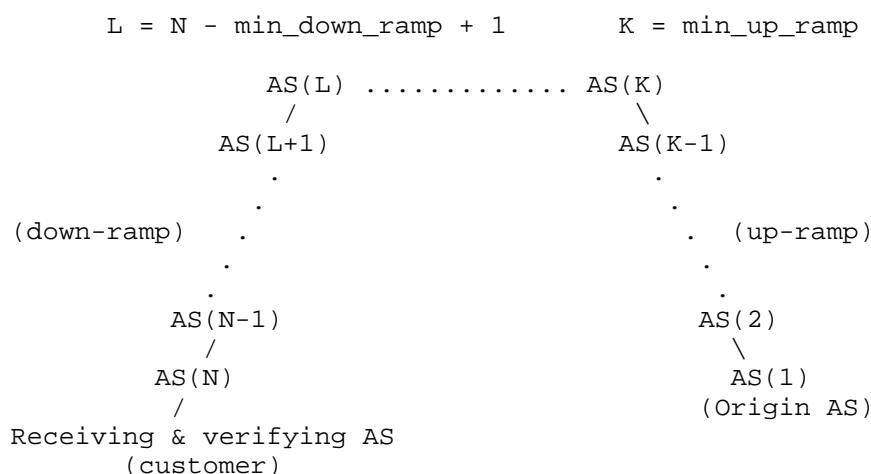 L = N - min_down_ramp + 1        K = min_up_ramp
AS(L) ............. AS(K)
/                     \
AS(L+1)                  AS(K-1)
.                        .
.                          .
(down-ramp)    .                            .  (up-ramp)
.                              .
.                                .
AS(N-1)                          AS(2)
/                                \
AS(N)                                AS(1)
/                                (Origin AS)
Receiving & verifying AS
(customer)